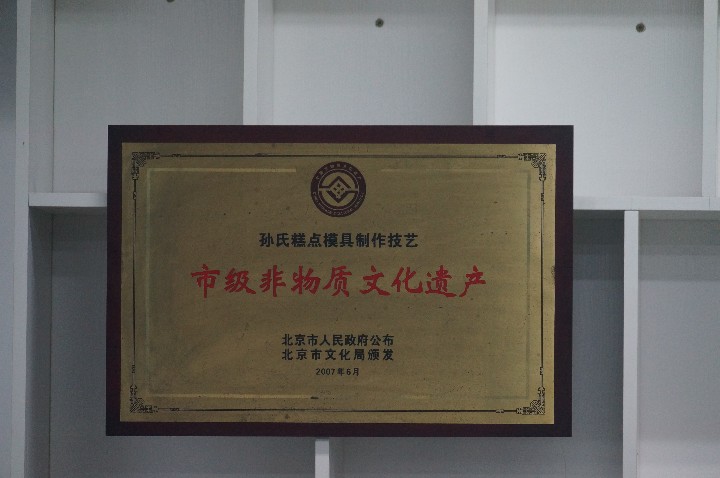 孙氏糕点模具制作技艺
市级非物质文化遗产
北京市人民政府公布
北京市文化局颁发
2007年6月